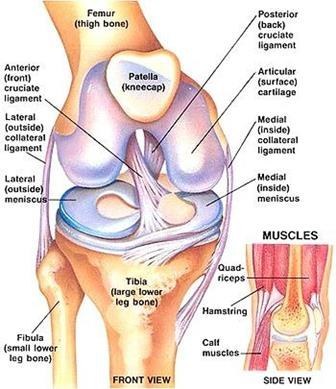 Femur
(thigh bone)
Posterior
(back)
cruciate
ligament
Anterior
(front)
cruciate
ligament
Patella
(kneecap)
Articular
(surface)
cartilage
Lateral
(outside)
collateral
ligament
Medial
(inside)
collateral
ligament
Lateral
(outside)
meniscus
Medial
(inside)
meniscus
MUSCLES
Quad-
riceps
Hamstring
Calf
muscles
Tibia
(large lower
leg bone)
Fibula
(small lower
leg bone)
FRONT VIEW
SIDE VIEW